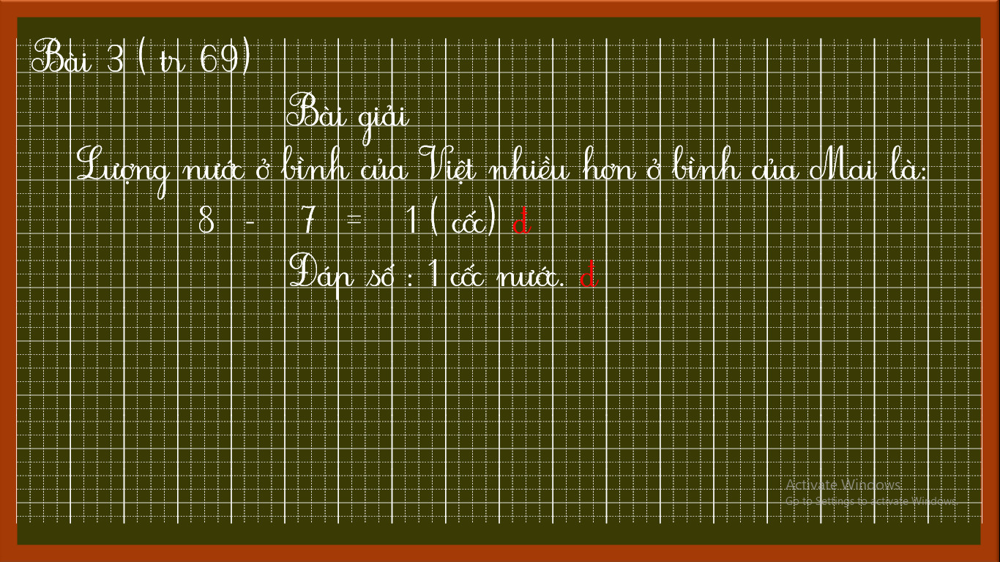 Bài 3 ( tr 69)
Bài giải
Lượng nước ở bình của Việt nhiều hơn ở bình của Mai là:
8 - 7 = 1 ( cốc) đ
Đáp số : 1 cốc nước. đ
Activate Windows
Go to Settings to activate Windows.